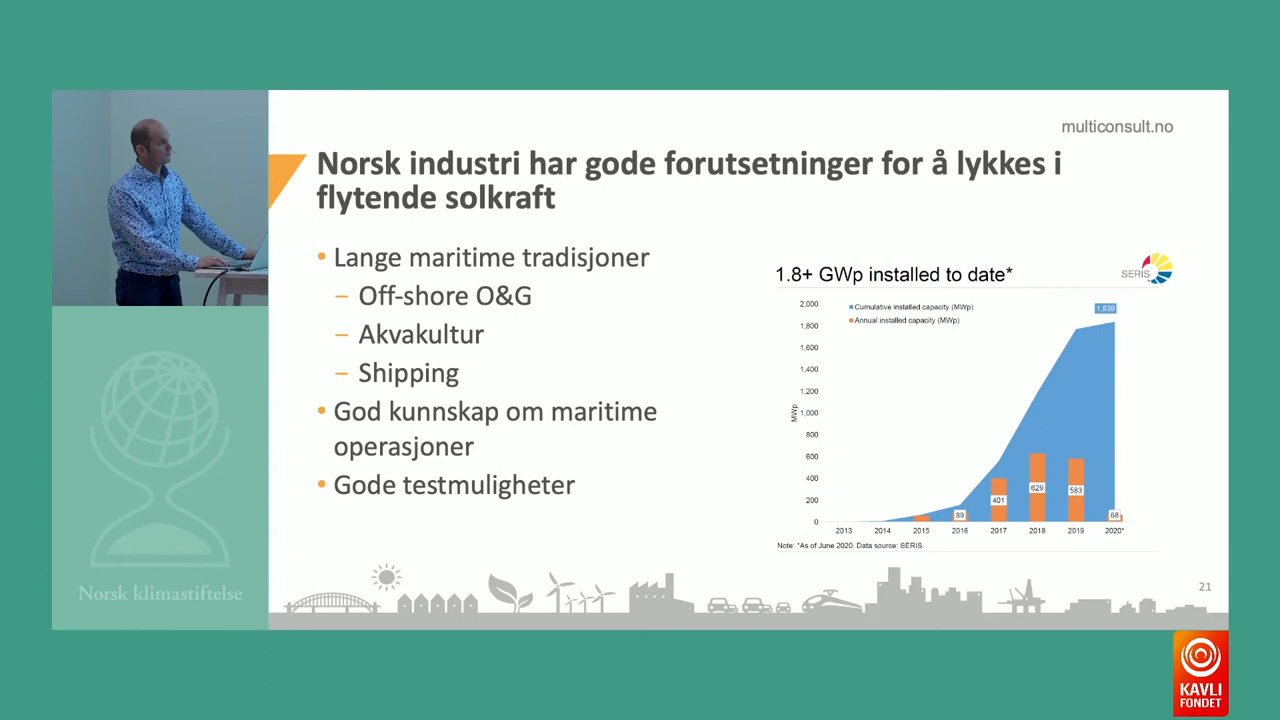 multiconsult.no
Norsk industri har gode forutsetninger for å lykkes i
flytende solkraft
• Lange maritime tradisjoner
– Off-shore O&G
– Akvakultur
– Shipping
• God kunnskap om maritime
operasjoner
• Gode testmuligheter
1.8+ GWp installed to date*
SERIS
Cumulative installed capacity (MWp)
Annual installed capacity (MWp)
MWp
2,000
1,800
1,600
1,400
1,200
1,000
800
600
400
200
0
1,839
89
401
629
583
68
2013 2014 2015 2016 2017 2018 2019 2020*
Note: *As of June 2020. Data source: SERIS.
21
Norsk klimastiftelse
KAVLI
FONDET